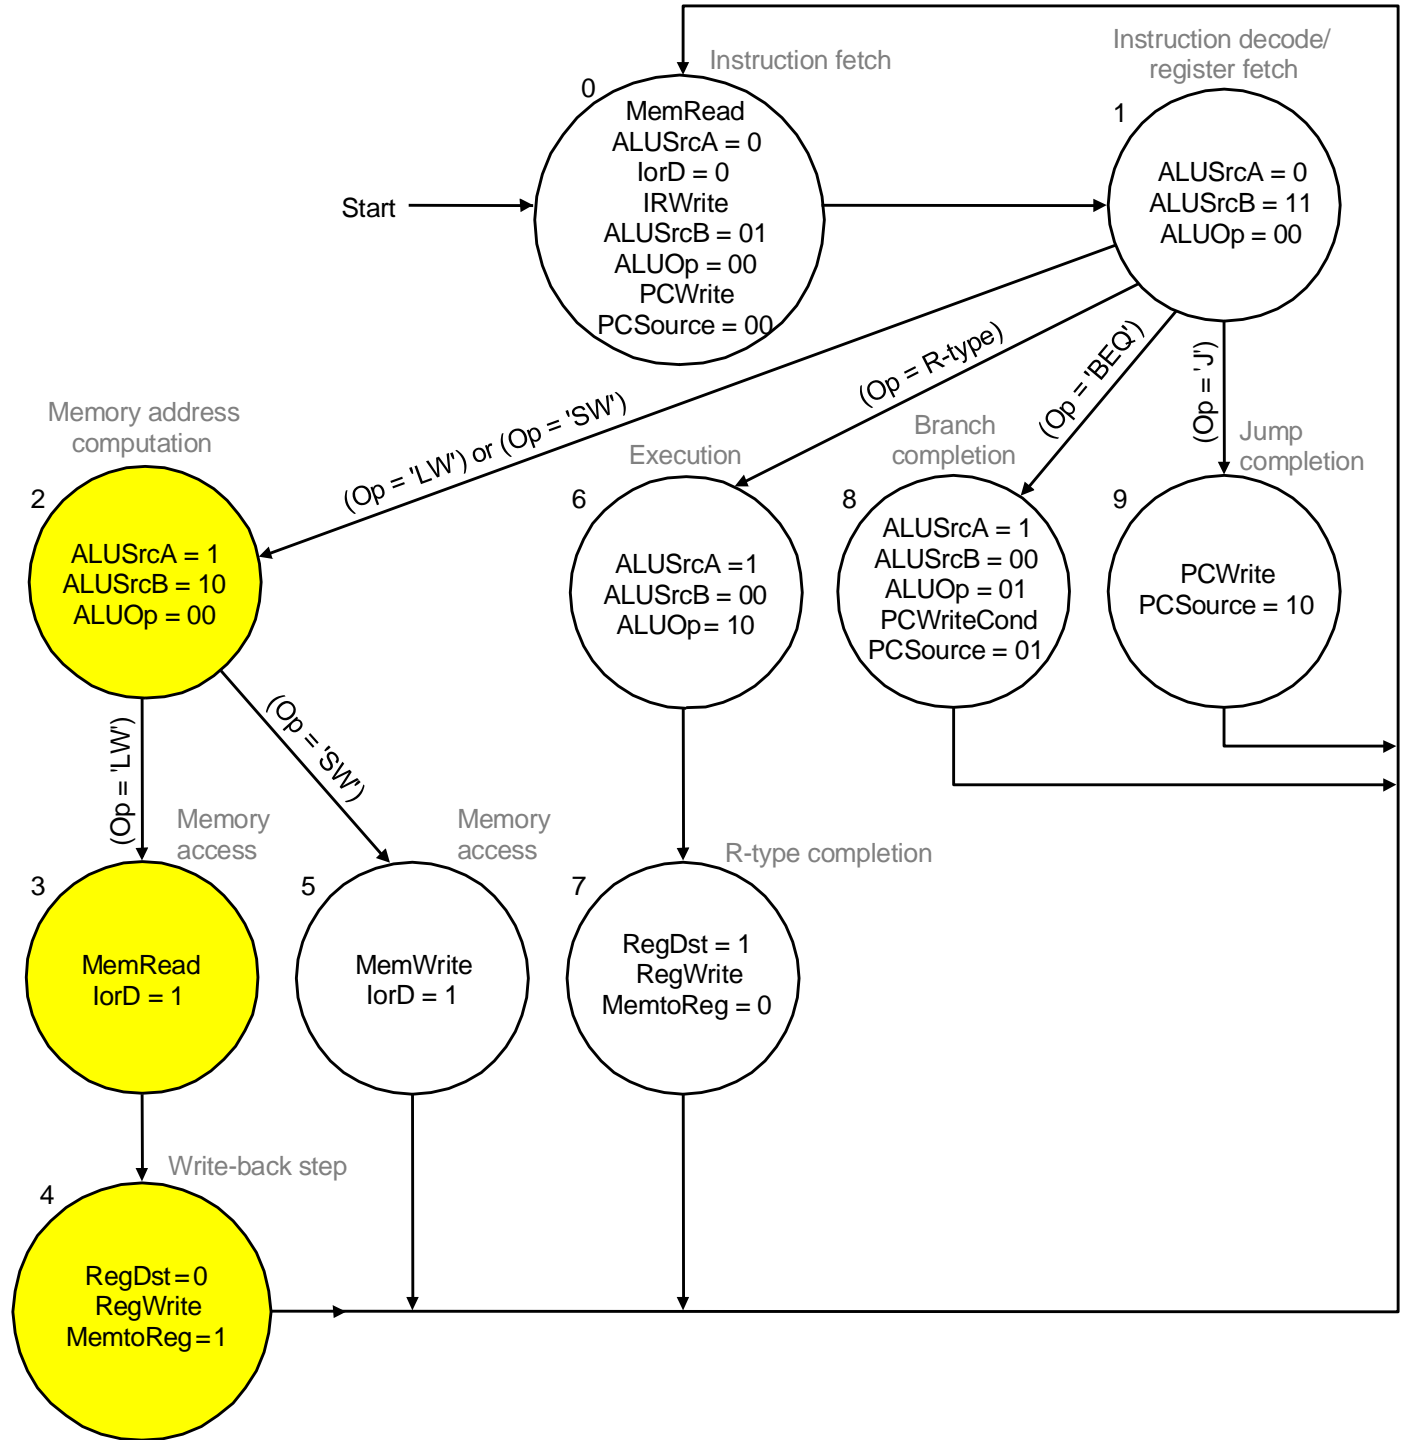 Instruction fetch
Instruction decode/
register fetch
0
MemRead
ALUSrcA = 0
IorD = 0
IRWrite
ALUSrcB = 01
ALUOp = 00
PCWrite
PCSource = 00
1
ALUSrcA = 0
ALUSrcB = 11
ALUOp = 00
Start
(Op = 'LW') or (Op = 'SW')
(Op = R-type)
(Op = 'BEQ')
(Op = 'J')
Memory address
computation
2
ALUSrcA = 1
ALUSrcB = 10
ALUOp = 00
Execution
6
ALUSrcA =1
ALUSrcB = 00
ALUOp= 10
Branch
completion
8
ALUSrcA = 1
ALUSrcB = 00
ALUOp = 01
PCWriteCond
PCSource = 01
Jump
completion
9
PCWrite
PCSource = 10
(Op = 'LW')
(Op = 'SW')
Memory
access
3
MemRead
IorD = 1
Memory
access
5
MemWrite
IorD = 1
R-type completion
7
RegDst = 1
RegWrite
MemtoReg = 0
Write-back step
4
RegDst=0
RegWrite
MemtoReg=1